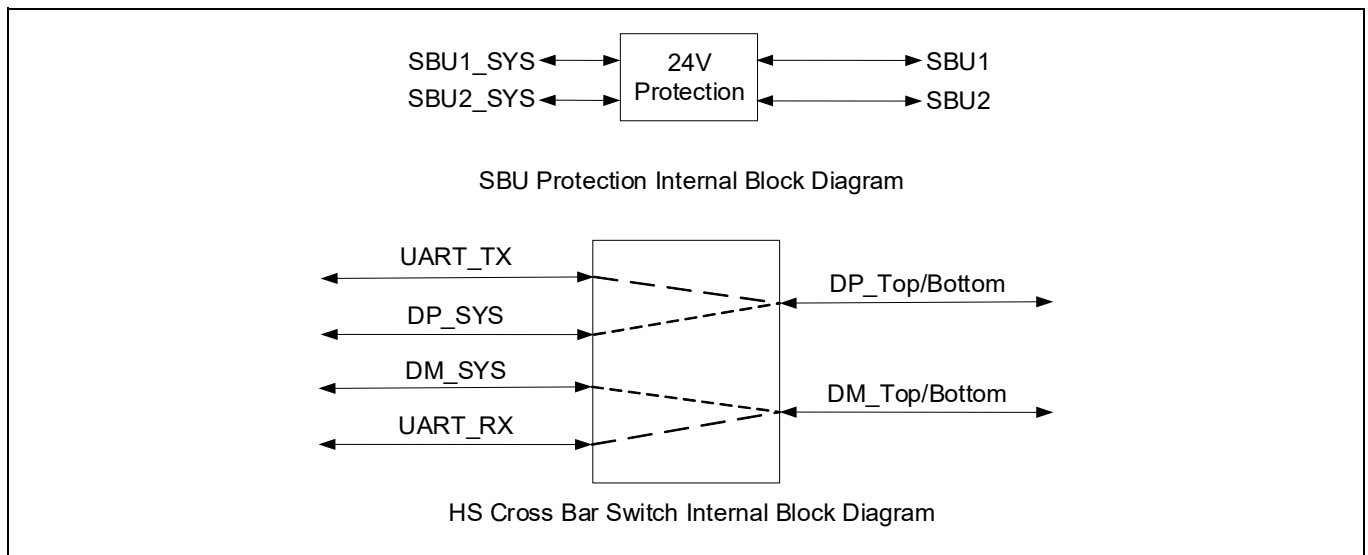 SBU1_SYS
24V
SBU1
SBU2_SYS
Protection
SBU2
SBU Protection Internal Block Diagram
UART_TX
DP_Top/Bottom
DP_SYS
DM_SYS
DM_Top/Bottom
UART_RX
HS Cross Bar Switch Internal Block Diagram